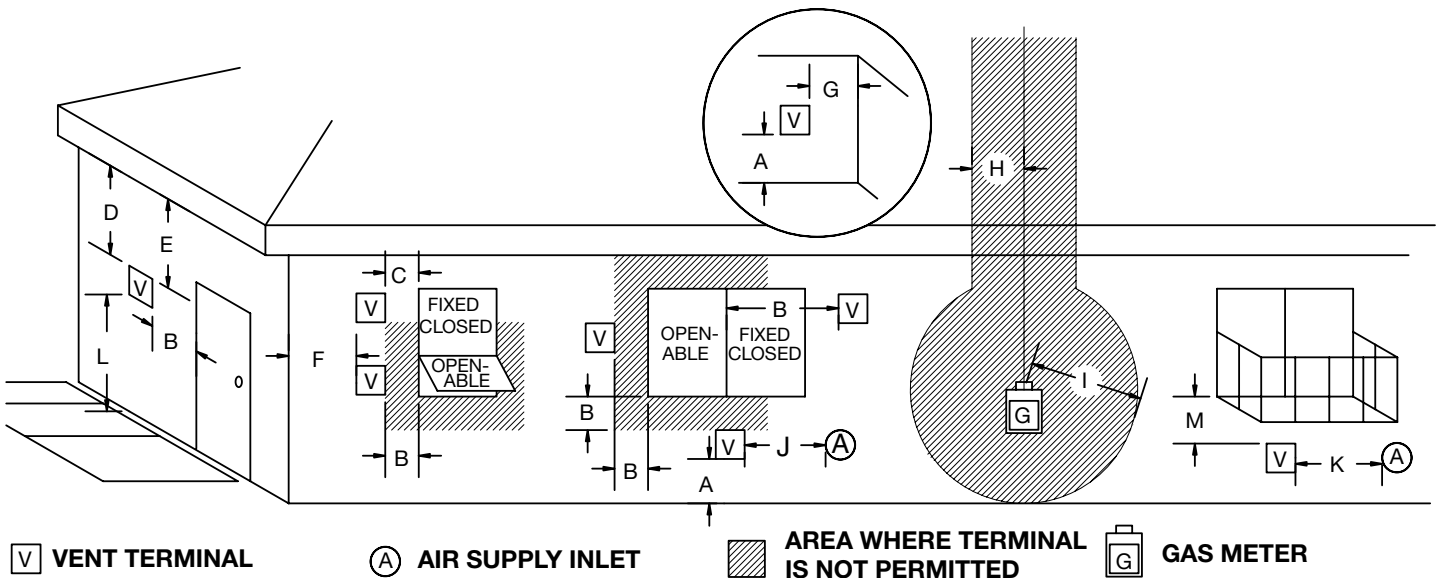 G
V
A
H
D
E
C
V
V
FIXED
CLOSED
OPEN-
ABLE
B
L
F
V
B
V
OPEN-
ABLE
FIXED
CLOSED
B
V
B
B
V
J
A
A
I
G
M
V
K
A
V VENT TERMINAL
A AIR SUPPLY INLET
AREA WHERE TERMINAL
IS NOT PERMITTED
G GAS METER